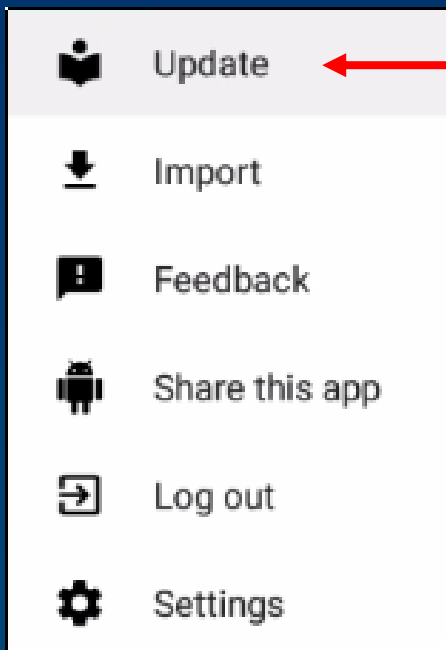 Update
Import
Feedback
Share this app
Log out
Settings